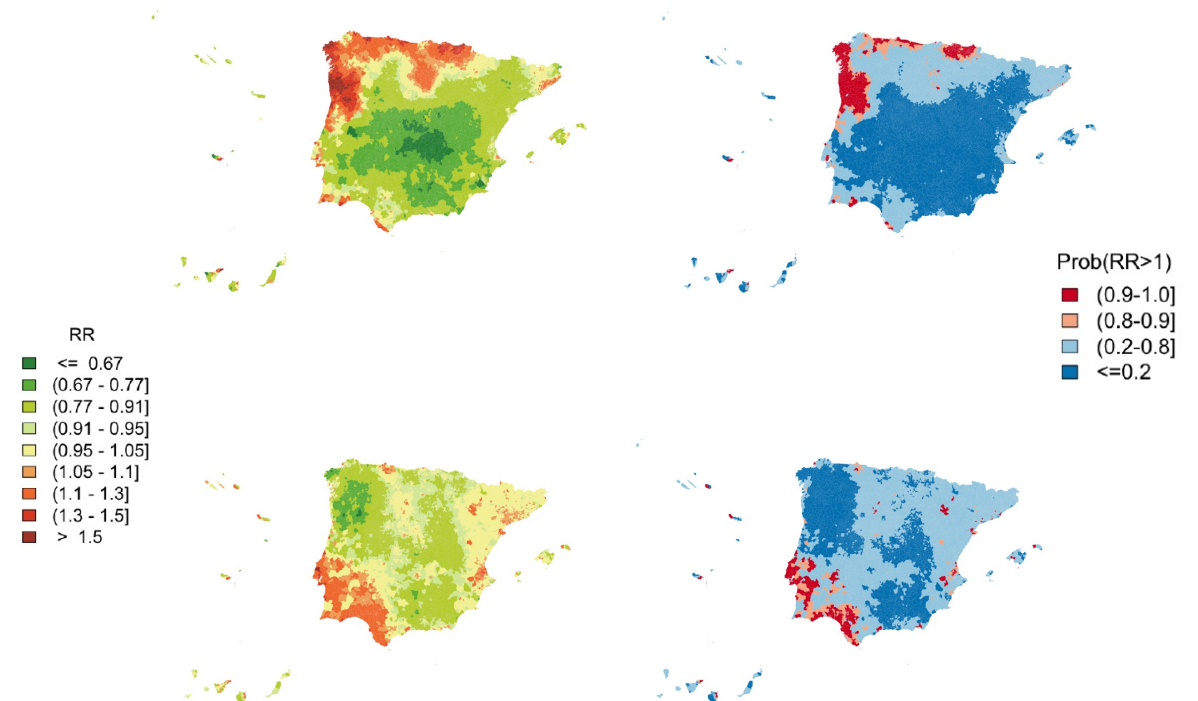 Prob(RR>1)
(0.9-1.0]
(0.8-0.9]
(0.2-0.8]
<=0.2
RR
<= 0.67
(0.67 - 0.77]
(0.77 - 0.91]
(0.91 - 0.95]
(0.95 - 1.05]
(1.05 - 1.1]
(1.1 - 1.3]
(1.3 - 1.5]
> 1.5